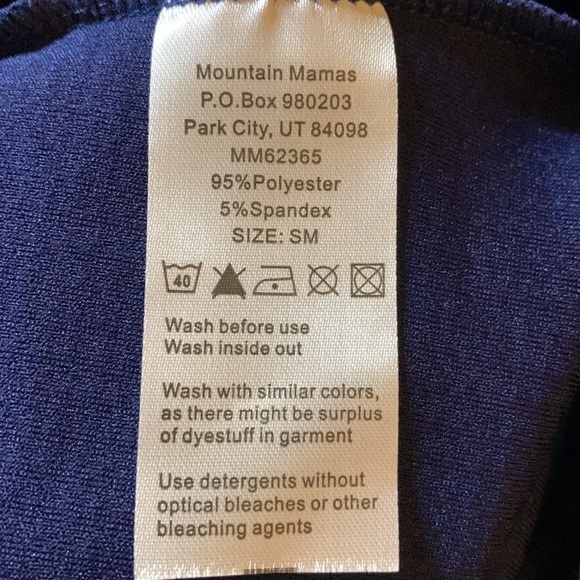 Mountain Mamas
P.O.Box 980203
Park City, UT 84098
MM62365
95%Polyester
5%Spandex
SIZE: SM
40
Wash before use
Wash inside out
Wash with similar colors,
as there might be surplus
of dyestuff in garment
Use detergents without
optical bleaches or other
bleaching agents